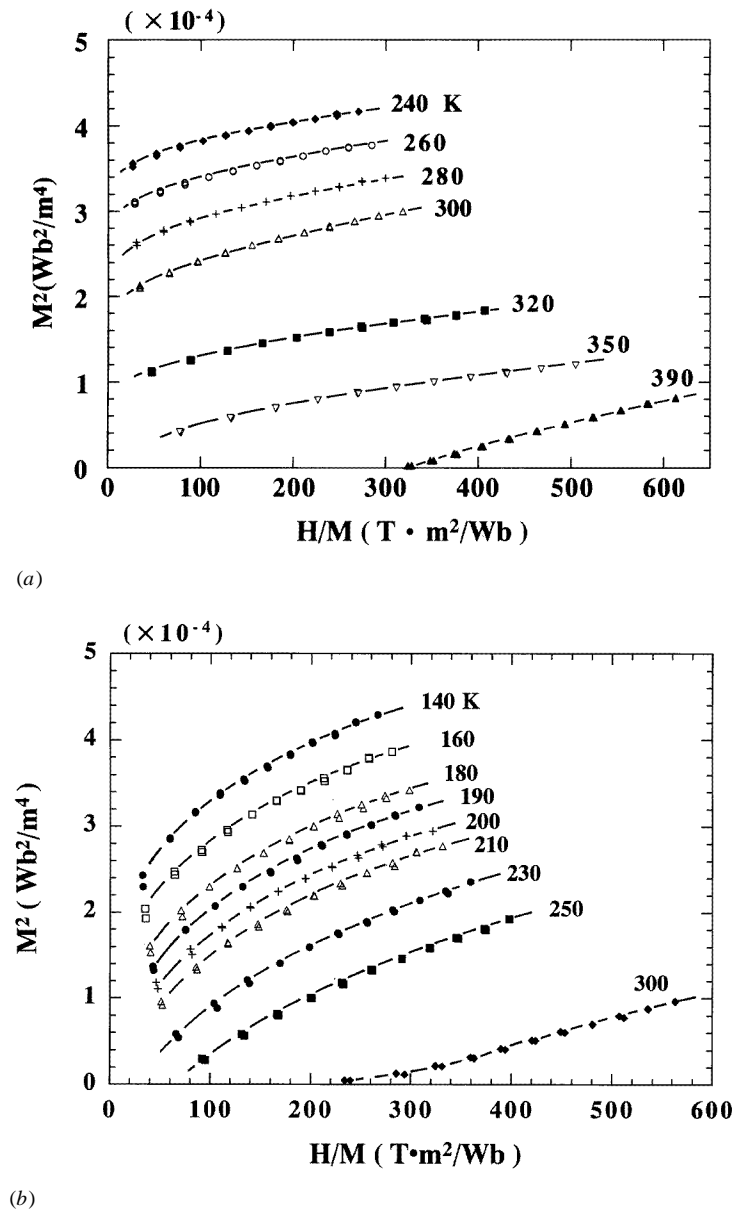 ( × 10⁻⁴ )
5
4
3
2
1
0
M²(Wb²/m⁴)
240 K
260
280
300
320
350
390
0 100 200 300 400 500 600
H/M ( T • m²/Wb )
(a)
(×10⁻⁴)
5
4
3
2
1
0
M² ( Wb²/m⁴ )
140 K
160
180
190
200
210
230
250
300
0 100 200 300 400 500 600
H/M ( T•m²/Wb )
(b)